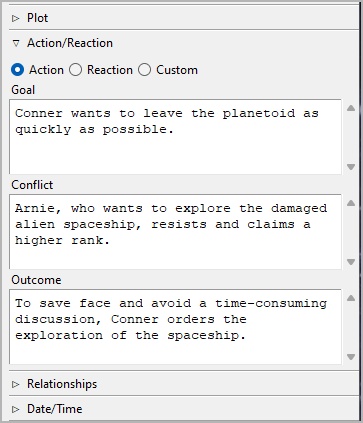 Plot
Action/Reaction
Action Reaction Custom
Goal
Conner wants to leave the planetoid as
quickly as possible.
Conflict
Arnie, who wants to explore the damaged
alien spaceship, resists and claims a
higher rank.
Outcome
To save face and avoid a time-consuming
discussion, Conner orders the
exploration of the spaceship.
Relationships
Date/Time